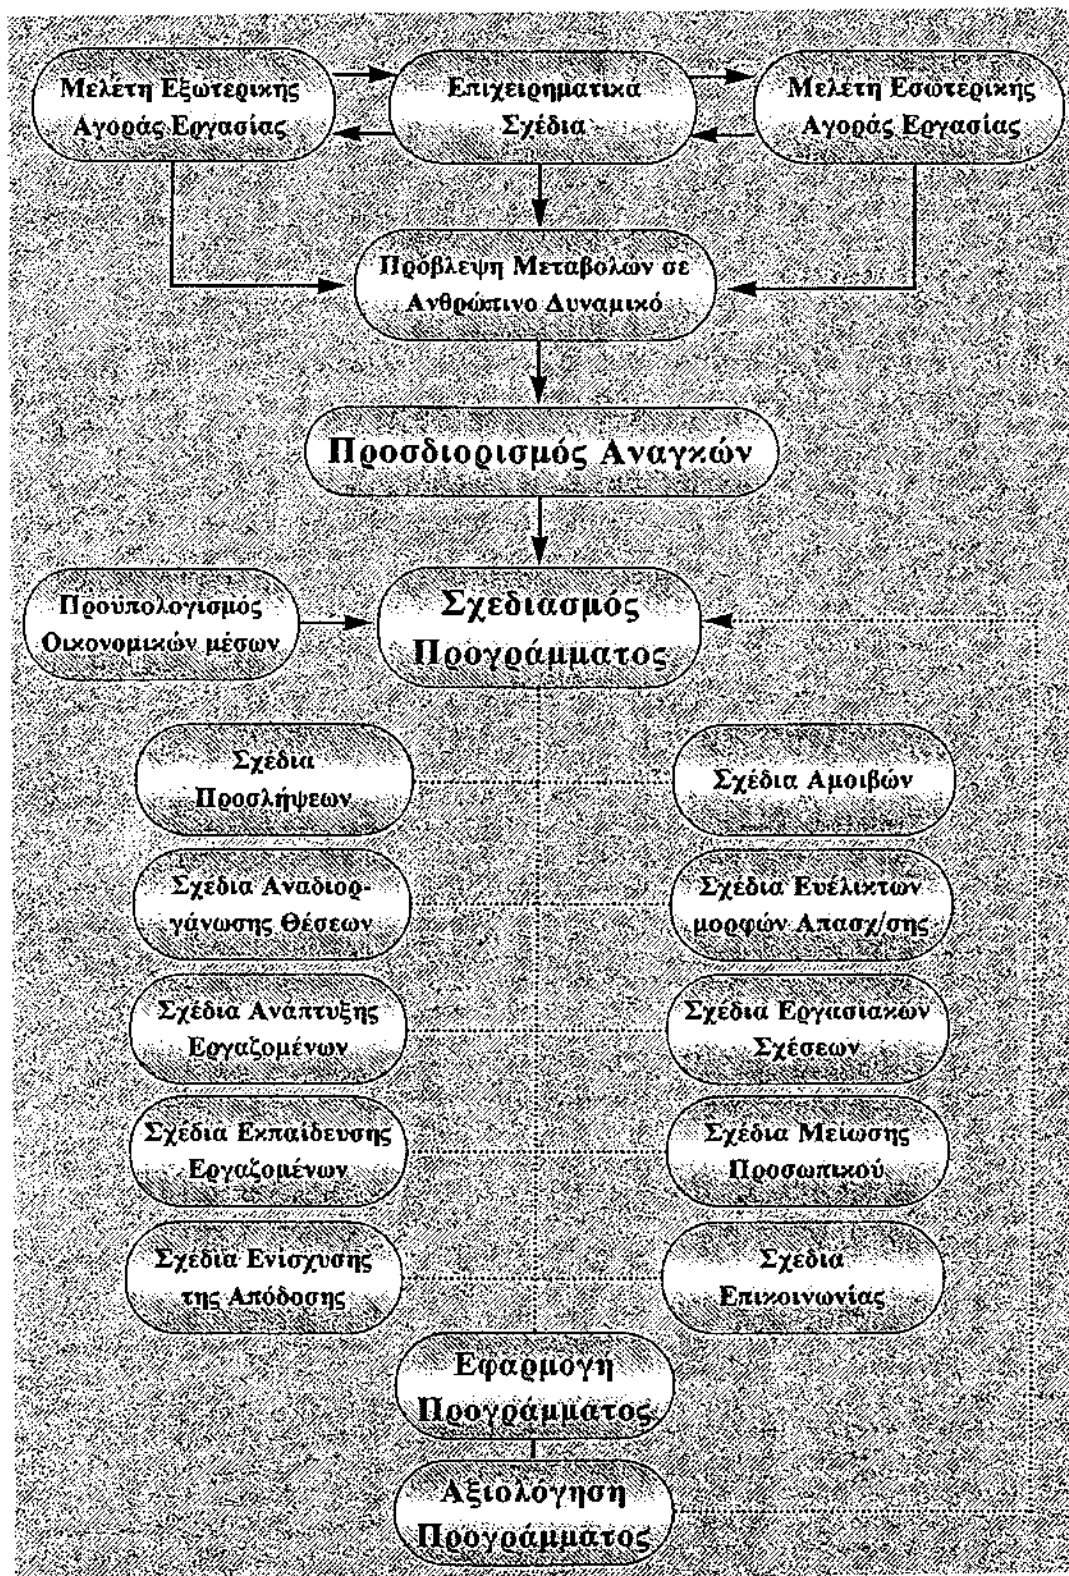 Μελέτη Εξωτερικής
Αγοράς Εργασίας
Επιχειρηματικά
Σχέδια
Μελέτη Εσωτερικής
Αγοράς Εργασίας
Πρόβλεψη Μεταβολών σε
Ανθρώπινο Δυναμικό
Προσδιορισμός Αναγκών
Προϋπολογισμός
Οικονομικών μέσων
Σχεδιασμός
Προγράμματος
Σχέδια
Προσλήψεων
Σχέδια Αμοιβών
Σχέδια Αναδιορ-
γάνωσης Θέσεων
Σχέδια Ευέλικτων
μορφών Απασχ/σης
Σχέδια Ανάπτυξης
Εργαζομένων
Σχέδια Εργασιακών
Σχέσεων
Σχέδια Εκπαίδευσης
Εργαζομένων
Σχέδια Μείωσης
Προσωπικού
Σχέδια Ενίσχυσης
της Απόδοσης
Σχέδια
Επικοινωνίας
Εφαρμογή
Προγράμματος
Αξιολόγηση
Προγράμματος